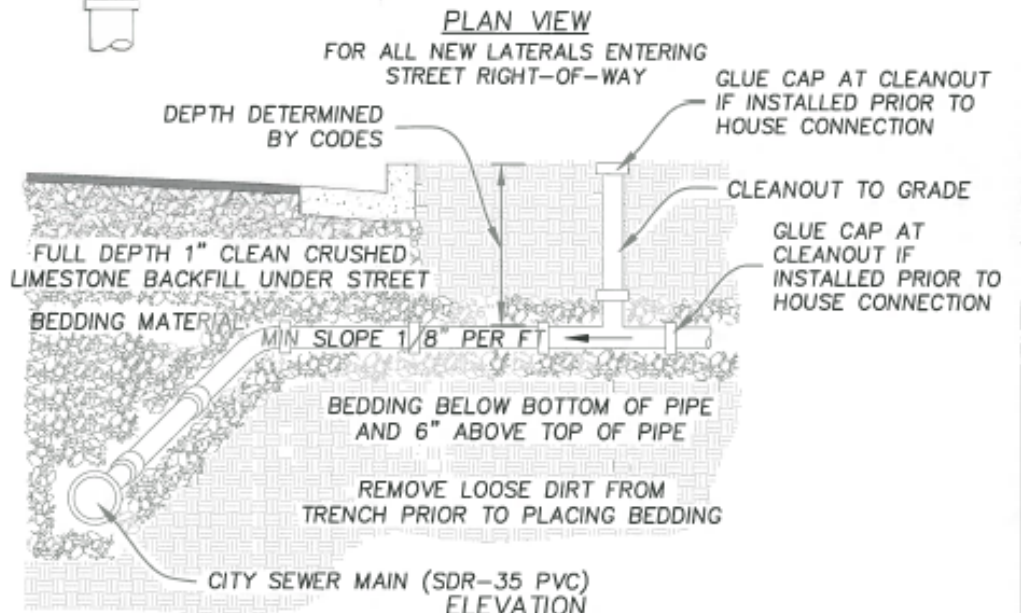 PLAN VIEW
FOR ALL NEW LATERALS ENTERING
STREET RIGHT-OF-WAY
GLUE CAP AT CLEANOUT
IF INSTALLED PRIOR TO
HOUSE CONNECTION
DEPTH DETERMINED
BY CODES
CLEANOUT TO GRADE
GLUE CAP AT
CLEANOUT IF
INSTALLED PRIOR TO
HOUSE CONNECTION
FULL DEPTH 1" CLEAN CRUSHED
LIMESTONE BACKFILL UNDER STREET
BEDDING MATERIAL
MIN SLOPE 1/8" PER FT
BEDDING BELOW BOTTOM OF PIPE
AND 6" ABOVE TOP OF PIPE
REMOVE LOOSE DIRT FROM
TRENCH PRIOR TO PLACING BEDDING
CITY SEWER MAIN (SDR-35 PVC)
ELEVATION